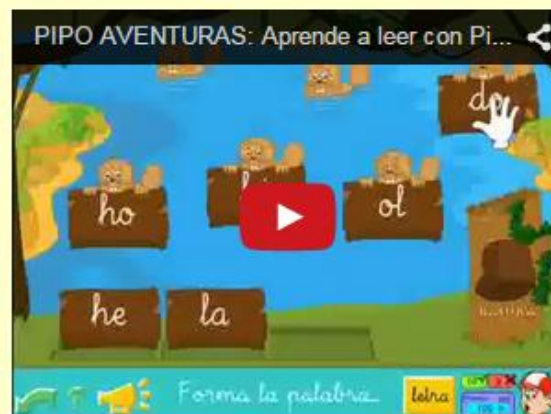 PIPO AVENTURAS: Aprende a leer con Pi...
do
ho
ol
he
la
Forma la palabra
letra